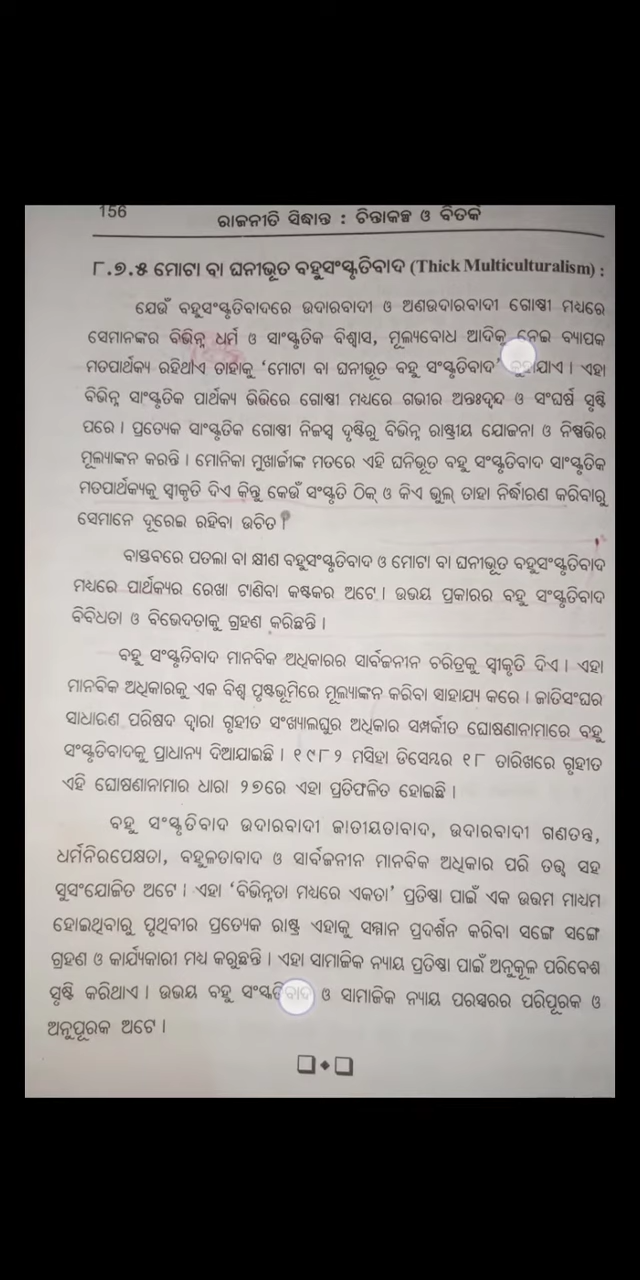 156
ରାଜନୀତି ସିଦ୍ଧାନ୍ତ : ଚିନ୍ତାକଳ୍ପ ଓ ବିତର୍କ
୮.୭.୫ ମୋଟା ବା ଘନୀଭୂତ ବହୁସଂସ୍କୃତିବାଦ (Thick Multiculturalism) :
ଯେଉଁ ବହୁସଂସ୍କୃତିବାଦରେ ଉଦାରବାଦୀ ଓ ଅଣଉଦାରବାଦୀ ଗୋଷ୍ଠୀ ମଧ୍ୟରେ
ସେମାନଙ୍କର ବିଭିନ୍ନ ଧର୍ମ ଓ ସାଂସ୍କୃତିକ ବିଶ୍ୱାସ, ମୂଲ୍ୟବୋଧ ଆଦିକୁ ନେଇ ବ୍ୟାପକ
ମତପାର୍ଥକ୍ୟ ରହିଥାଏ ତାହାକୁ ‘ମୋଟା ବା ଘନୀଭୂତ ବହୁ ସଂସ୍କୃତିବାଦ’ କୁହାଯାଏ । ଏହା
ବିଭିନ୍ନ ସାଂସ୍କୃତିକ ପାର୍ଥକ୍ୟ ଭିତ୍ତିରେ ଗୋଷ୍ଠୀ ମଧ୍ୟରେ ଗଭୀର ଅନ୍ତଃଦ୍ୱନ୍ଦ ଓ ସଂଘର୍ଷ ସୃଷ୍ଟି
ପରେ । ପ୍ରତ୍ୟେକ ସାଂସ୍କୃତିକ ଗୋଷ୍ଠୀ ନିଜସ୍ୱ ଦୃଷ୍ଟିରୁ ବିଭିନ୍ନ ରାଷ୍ଟ୍ରୀୟ ଯୋଜନା ଓ ନିଷ୍ପତ୍ତିର
ମୂଲ୍ୟାଙ୍କନ କରନ୍ତି । ମୋନିକା ମୁଖାର୍ଜୀଙ୍କ ମତରେ ଏହି ଘନିଭୂତ ବହୁ ସଂସ୍କୃତିବାଦ ସାଂସ୍କୃତିକ
ମତପାର୍ଥକ୍ୟକୁ ସ୍ୱୀକୃତି ଦିଏ କିନ୍ତୁ କେଉଁ ସଂସ୍କୃତି ଠିକ୍ ଓ କିଏ ଭୁଲ୍ ତାହା ନିର୍ଦ୍ଧାରଣ କରିବାରୁ
ସେମାନେ ଦୂରେଇ ରହିବା ଉଚିତ ।
ବାସ୍ତବରେ ପତଲା ବା କ୍ଷୀଣ ବହୁସଂସ୍କୃତିବାଦ ଓ ମୋଟା ବା ଘନୀଭୂତ ବହୁସଂସ୍କୃତିବାଦ
ମଧ୍ୟରେ ପାର୍ଥକ୍ୟର ରେଖା ଟାଣିବା କଷ୍ଟକର ଅଟେ । ଉଭୟ ପ୍ରକାରର ବହୁ ସଂସ୍କୃତିବାଦ
ବିବିଧତା ଓ ବିଭେଦତାକୁ ଗ୍ରହଣ କରିଛନ୍ତି ।
ବହୁ ସଂସ୍କୃତିବାଦ ମାନବିକ ଅଧିକାରର ସାର୍ବଜନୀନ ଚରିତ୍ରକୁ ସ୍ୱୀକୃତି ଦିଏ । ଏହା
ମାନବିକ ଅଧିକାରକୁ ଏକ ବିଶ୍ୱ ପୃଷ୍ଠଭୂମିରେ ମୂଲ୍ୟାଙ୍କନ କରିବା ସାହାଯ୍ୟ କରେ । ଜାତିସଂଘର
ସାଧାରଣ ପରିଷଦ ଦ୍ୱାରା ଗୃହୀତ ସଂଖ୍ୟାଲଘୁର ଅଧିକାର ସମ୍ପର୍କୀତ ଘୋଷଣାନାମାରେ ବହୁ
ସଂସ୍କୃତିବାଦକୁ ପ୍ରାଧାନ୍ୟ ଦିଆଯାଇଛି । ୧୯୮୨ ମସିହା ଡିସେମ୍ବର ୧୮ ତାରିଖରେ ଗୃହୀତ
ଏହି ଘୋଷଣାନାମାର ଧାରା ୨୭ରେ ଏହା ପ୍ରତିଫଳିତ ହୋଇଛି ।
ବହୁ ସଂସ୍କୃତିବାଦ ଉଦାରବାଦୀ ଜାତୀୟତାବାଦ, ଉଦାରବାଦୀ ଗଣତନ୍ତ୍ର,
ଧର୍ମନିରପେକ୍ଷତା, ବହୁଳତାବାଦ ଓ ସାର୍ବଜନୀନ ମାନବିକ ଅଧିକାର ପରି ତତ୍ତ୍ୱ ସହ
ସୁସଂଯୋଜିତ ଅଟେ । ଏହା ‘ବିଭିନ୍ନତା ମଧ୍ୟରେ ଏକତା’ ପ୍ରତିଷ୍ଠା ପାଇଁ ଏକ ଉତ୍ତମ ମାଧ୍ୟମ
ହୋଇଥିବାରୁ ପୃଥିବୀର ପ୍ରତ୍ୟେକ ରାଷ୍ଟ୍ର ଏହାକୁ ସମ୍ମାନ ପ୍ରଦର୍ଶନ କରିବା ସଙ୍ଗେ ସଙ୍ଗେ
ଗ୍ରହଣ ଓ କାର୍ଯ୍ୟକାରୀ ମଧ୍ୟ କରୁଛନ୍ତି । ଏହା ସାମାଜିକ ନ୍ୟାୟ ପ୍ରତିଷ୍ଠା ପାଇଁ ଅନୁକୂଳ ପରିବେଶ
ସୃଷ୍ଟି କରିଥାଏ । ଉଭୟ ବହୁ ସଂସ୍କୃତିବାଦ ଓ ସାମାଜିକ ନ୍ୟାୟ ପରସ୍ପରର ପରିପୂରକ ଓ
ଅନୁପୂରକ ଅଟେ ।